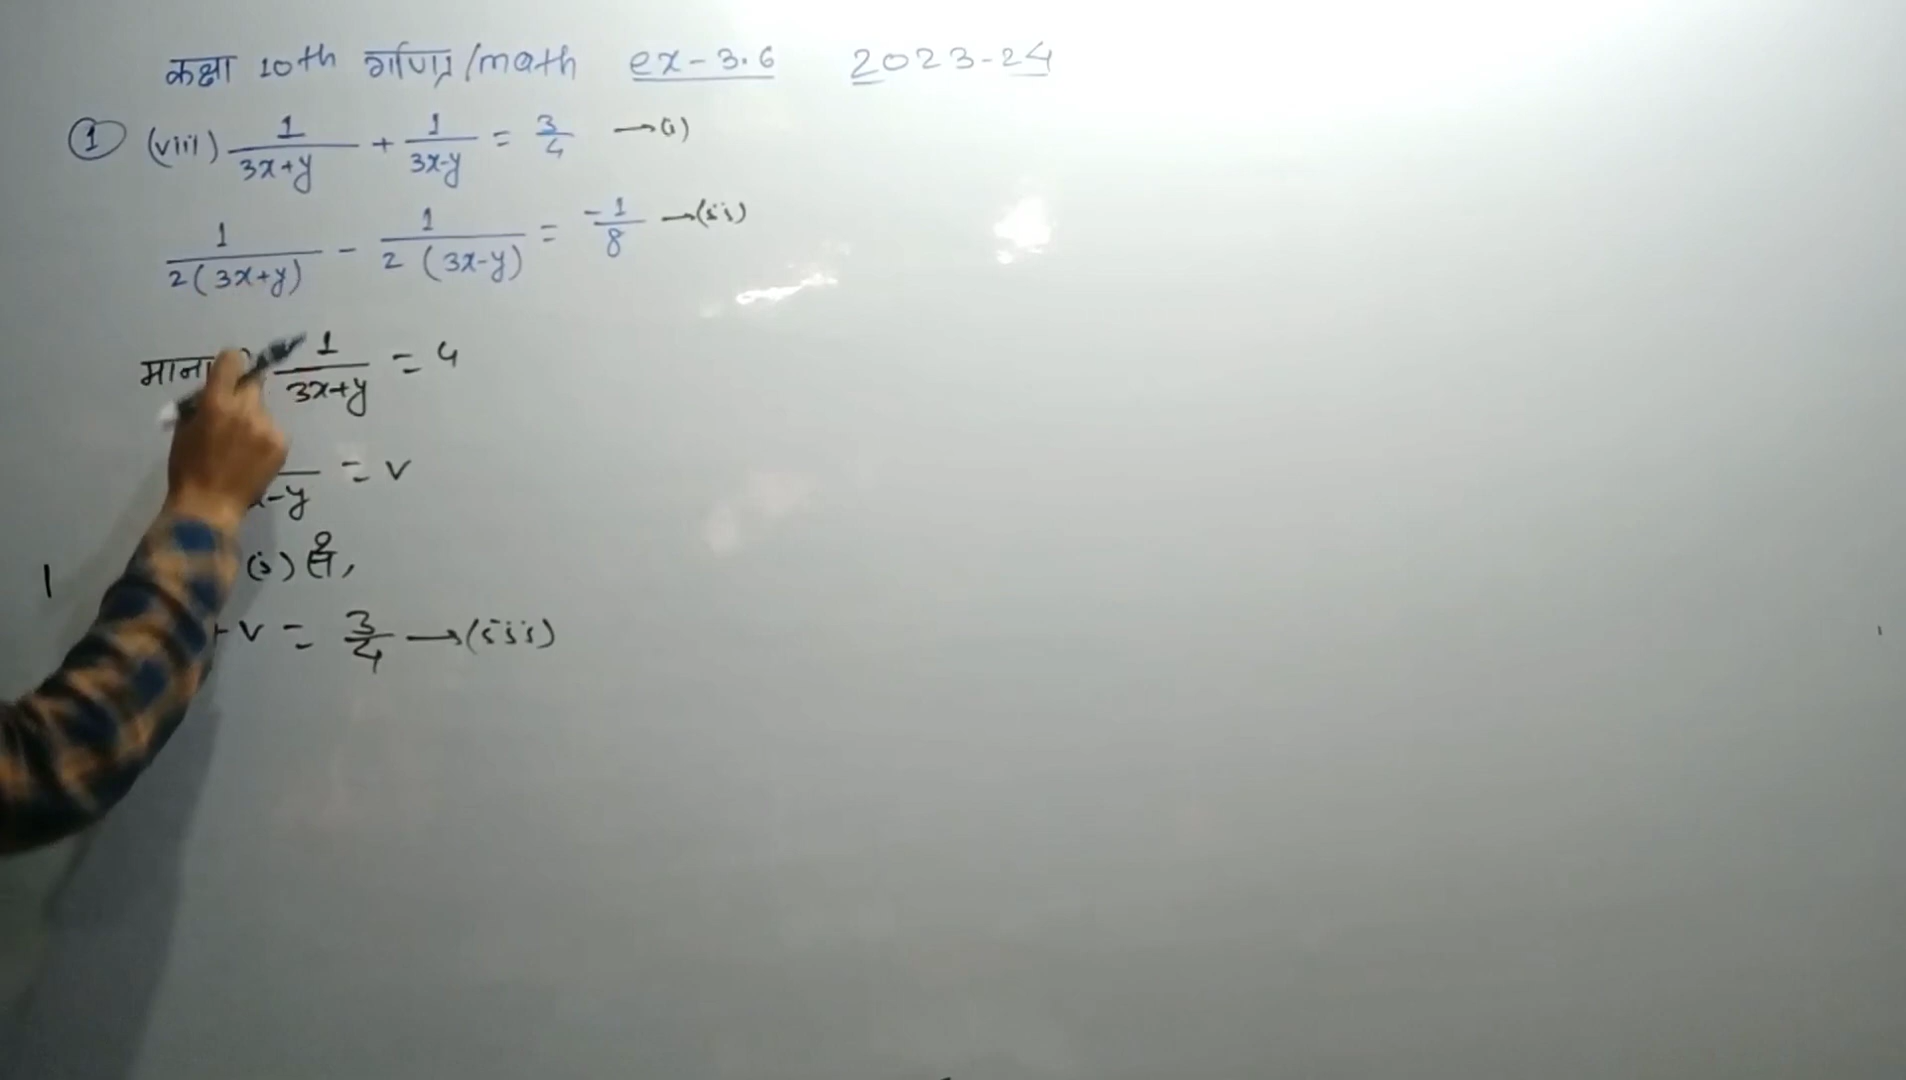 कक्षा 10th गणित/math ex-3.6 2023-24
① (viii) 1/(3x+y) + 1/(3x-y) = 3/4 →(i)
1/(2(3x+y)) - 1/(2(3x-y)) = -1/8 →(ii)
माना 1/(3x+y) = u
-y = v
(i) से,
+v = 3/4 →(iii)